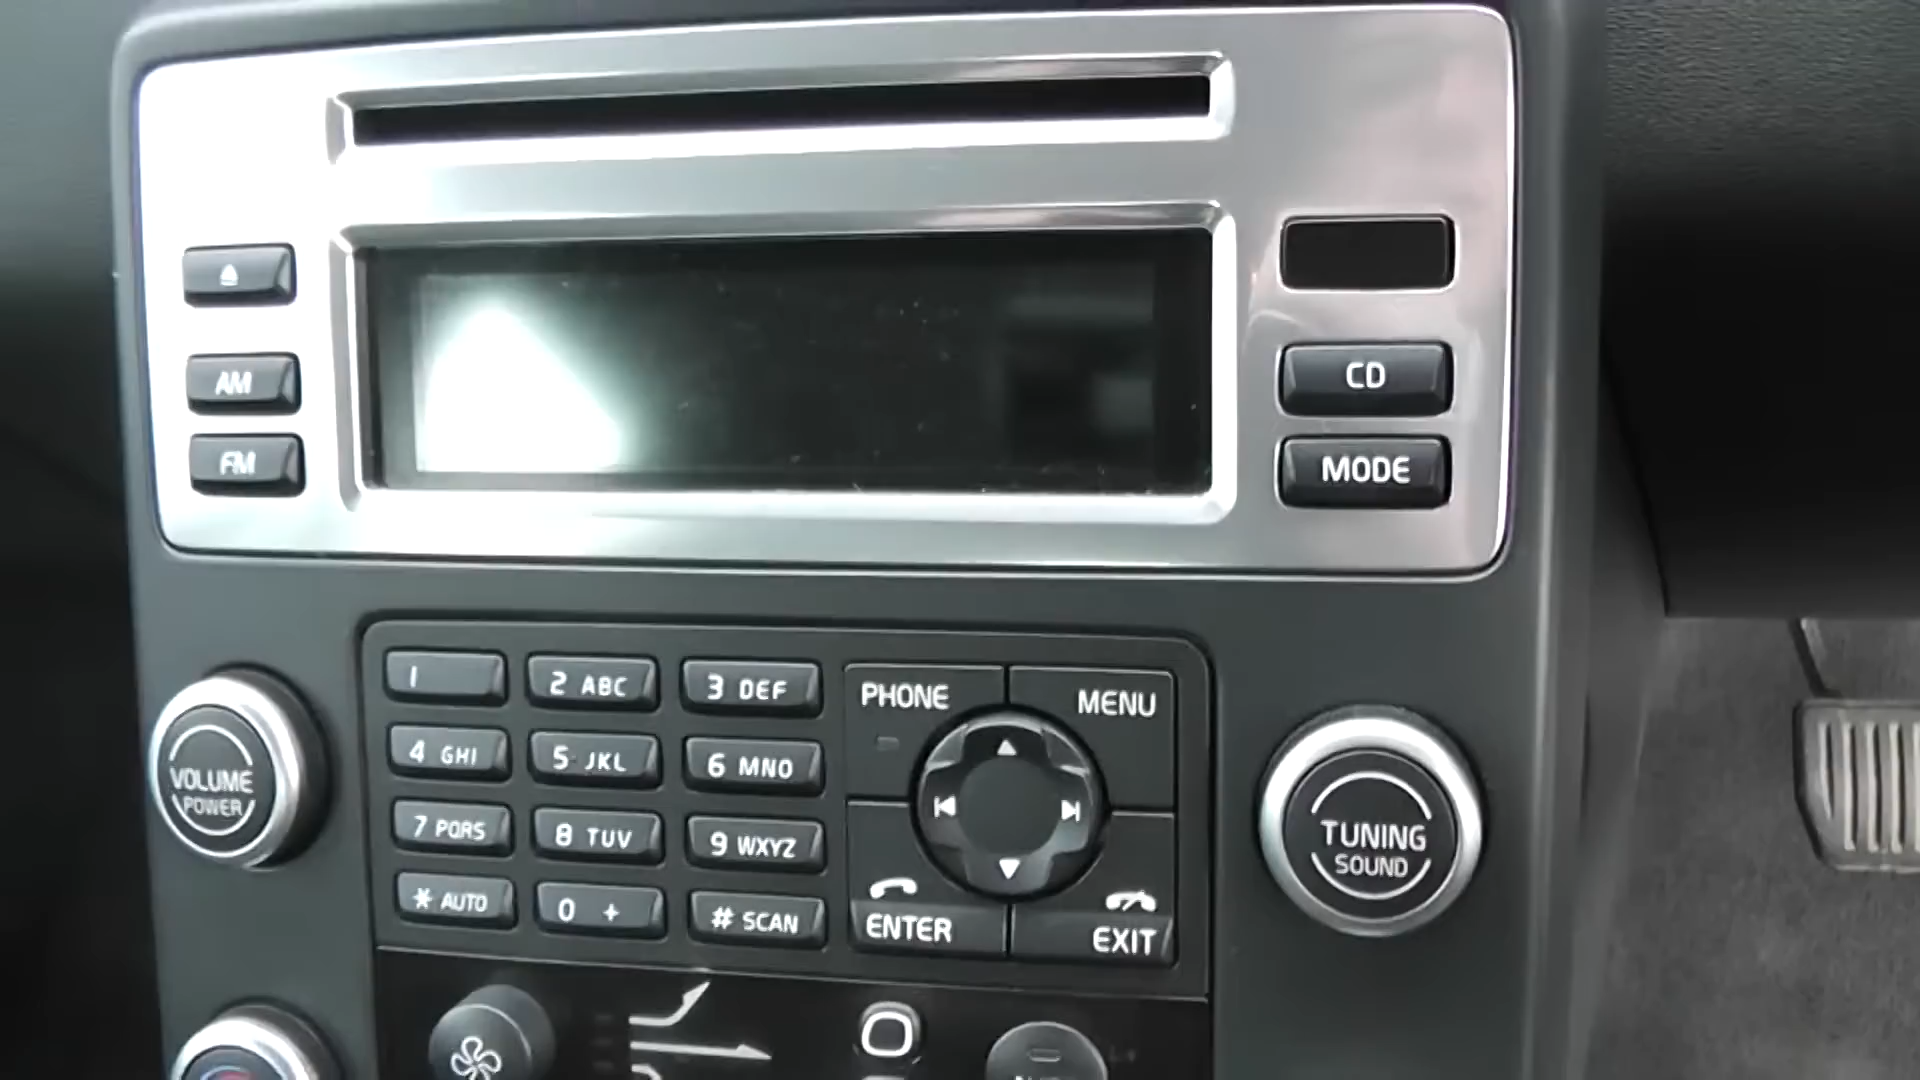 AM
CD
FM
MODE
1
2 ABC
3 DEF
PHONE
MENU
4 GHI
5 JKL
6 MNO
VOLUME
POWER
7 PQRS
8 TUV
9 WXYZ
TUNING
SOUND
* AUTO
0 +
# SCAN
ENTER
EXIT